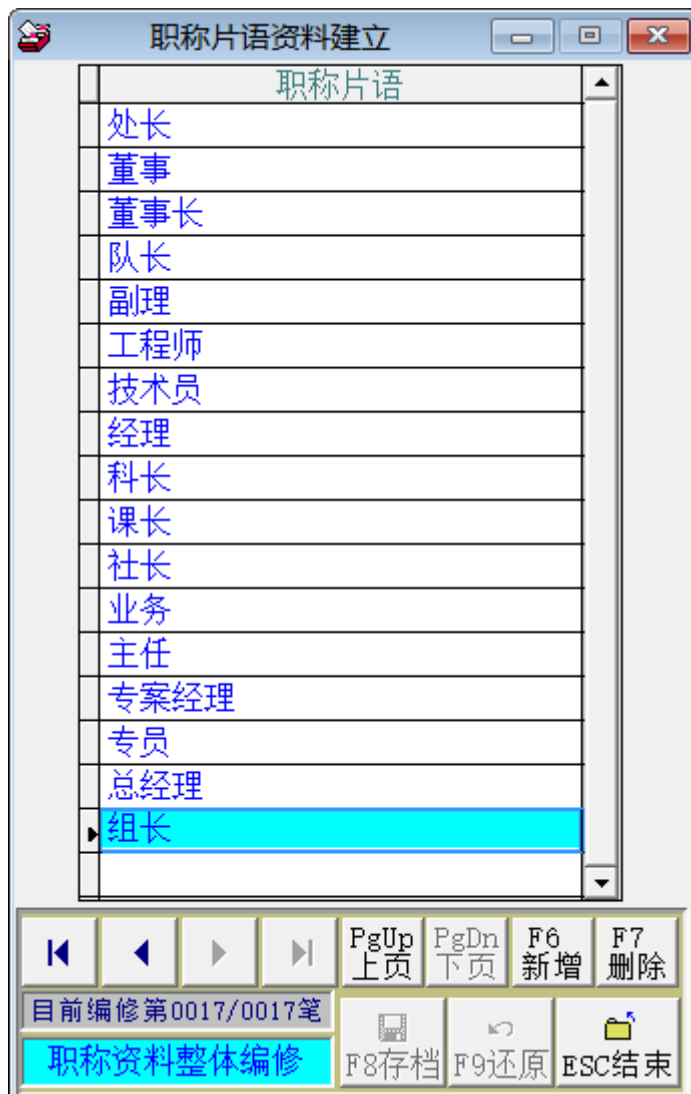 职称片语资料建立
职称片语
处长
董事
董事长
队长
副理
工程师
技术员
经理
科长
课长
社长
业务
主任
专案经理
专员
总经理
组长
PgUp 上页
PgDn 下页
F6 新增
F7 删除
目前编修第0017/0017笔
职称资料整体编修
F8存档
F9还原
ESC结束